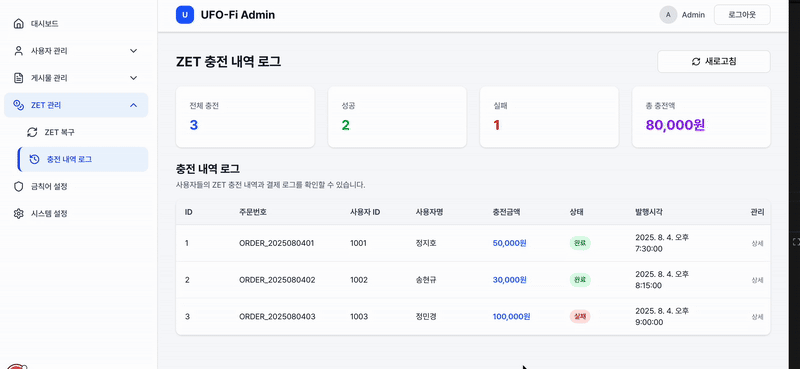 U UFO-Fi Admin
A Admin 로그아웃
대시보드
사용자 관리
게시물 관리
ZET 관리
ZET 복구
충전 내역 로그
금칙어 설정
시스템 설정
ZET 충전 내역 로그
새로고침
전체 충전
3
성공
2
실패
1
총 충전액
80,000원
충전 내역 로그
사용자들의 ZET 충전 내역과 결제 로그를 확인할 수 있습니다.
ID 주문번호 사용자 ID 사용자명 충전금액 상태 발행시각 관리
1 ORDER_2025080401 1001 정지호 50,000원 완료 2025. 8. 4. 오후 7:30:00 상세
2 ORDER_2025080402 1002 송현규 30,000원 완료 2025. 8. 4. 오후 8:15:00 상세
3 ORDER_2025080403 1003 정민경 100,000원 실패 2025. 8. 4. 오후 9:00:00 상세